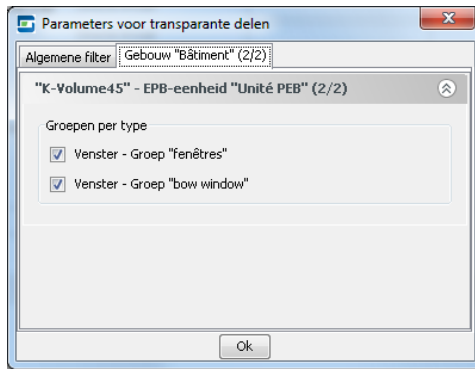 Parameters voor transparante delen
Algemene filter Gebouw "Bâtiment" (2/2)
"K-Volume45" - EPB-eenheid "Unité PEB" (2/2)
Groepen per type
Venster - Groep "fenêtres"
Venster - Groep "bow window"
Ok